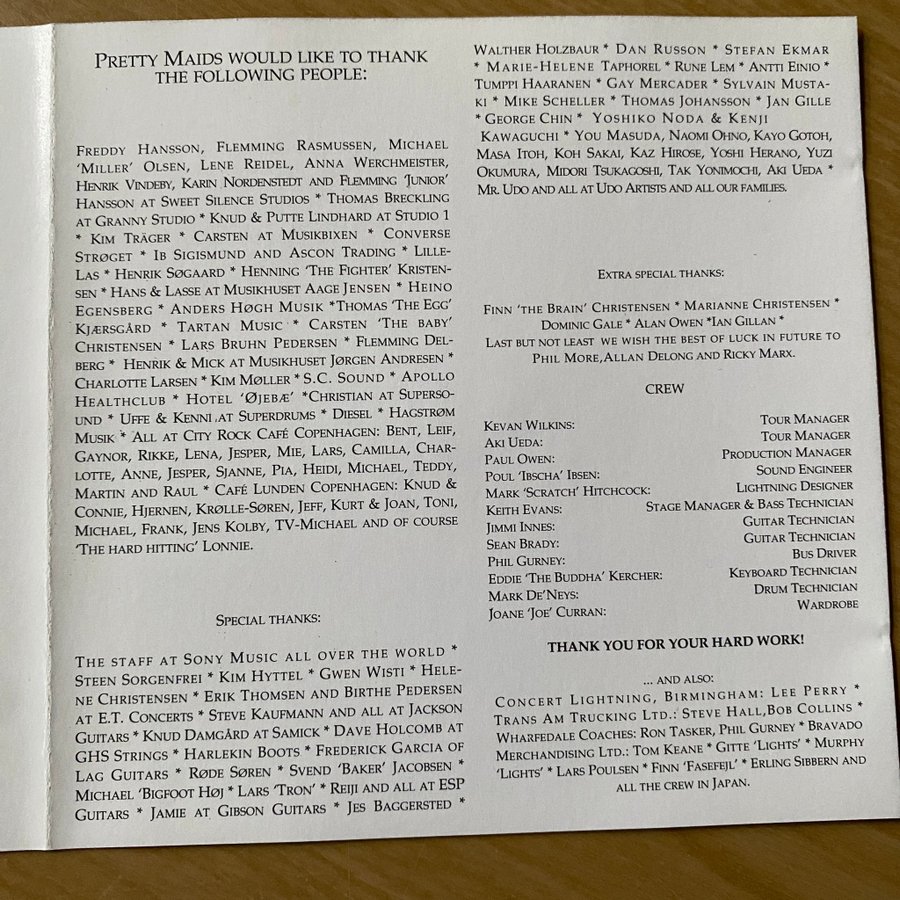 PRETTY MAIDS WOULD LIKE TO THANK
THE FOLLOWING PEOPLE:
FREDDY HANSSON, FLEMMING RASMUSSEN, MICHAEL
'MILLER' OLSEN, LENE REIDEL, ANNA WERCHMEISTER,
HENRIK VINDEBY, KARIN NORDENSTEDT AND FLEMMING 'JUNIOR'
HANSSON AT SWEET SILENCE STUDIOS * THOMAS BRECKLING
AT GRANNY STUDIO * KNUD & PUTTE LINDHARD AT STUDIO 1
* KIM TRÄGER * CARSTEN AT MUSIKBIXEN * CONVERSE
STRØGET * IB SIGISMUND AND ASCON TRADING * LILLE-
LAS * HENRIK SØGAARD * HENNING 'THE FIGHTER' KRISTEN-
SEN * HANS & LASSE AT MUSIKHUSET AAGE JENSEN * HEINO
EGENSBERG * ANDERS HØGH MUSIK *THOMAS 'THE EGG'
KJÆRSGÅRD * TARTAN MUSIC * CARSTEN 'THE BABY'
CHRISTENSEN * LARS BRUHN PEDERSEN * FLEMMING DEL-
BERG * HENRIK & MICK AT MUSIKHUSET JØRGEN ANDRESEN *
CHARLOTTE LARSEN * KIM MØLLER * S.C. SOUND * APOLLO
HEALTHCLUB * HOTEL 'ØJEBÆ' *CHRISTIAN AT SUPERSO-
UND * UFFE & KENNI .AT SUPERDRUMS * DIESEL * HAGSTRØM
MUSIK * ALL AT CITY ROCK CAFÉ COPENHAGEN: BENT, LEIF,
GAYNOR, RIKKE, LENA, JESPER, MIE, LARS, CAMILLA, CHAR-
LOTTE, ANNE, JESPER, SJANNE, PIA, HEIDI, MICHAEL, TEDDY,
MARTIN AND RAUL * CAFÉ LUNDEN COPENHAGEN: KNUD &
CONNIE, HJERNEN, KRØLLE-SØREN, JEFF, KURT & JOAN, TONI,
MICHAEL, FRANK, JENS KOLBY, TV-MICHAEL AND OF COURSE
'THE HARD HITTING' LONNIE.
SPECIAL THANKS:
THE STAFF AT SONY MUSIC ALL OVER THE WORLD *
STEEN SORGENFREI * KIM HYTTEL * GWEN WISTI * HELE-
NE CHRISTENSEN * ERIK THOMSEN AND BIRTHE PEDERSEN
AT E.T. CONCERTS * STEVE KAUFMANN AND ALL AT JACKSON
GUITARS * KNUD DAMGÅRD AT SAMICK * DAVE HOLCOMB AT
GHS STRINGS * HARLEKIN BOOTS * FREDERICK GARCIA OF
LAG GUITARS * RØDE SØREN * SVEND 'BAKER' JACOBSEN *
MICHAEL 'BIGFOOT HØJ * LARS 'TRON' * REIJI AND ALL AT ESP
GUITARS * JAMIE AT GIBSON GUITARS * JES BAGGERSTED *
WALTHER HOLZBAUR * DAN RUSSON * STEFAN EKMAR
* MARIE-HELENE TAPHOREL * RUNE LEM * ANTTI EINIO *
TUMPPI HAARANEN * GAY MERCADER * SYLVAIN MUSTA-
KI * MIKE SCHELLER * THOMAS JOHANSSON * JAN GILLE
* GEORGE CHIN * YOSHIKO NODA & KENJI
KAWAGUCHI * YOU MASUDA, NAOMI OHNO, KAYO GOTOH,
MASA ITOH, KOH SAKAI, KAZ HIROSE, YOSHI HERANO, YUZI
OKUMURA, MIDORI TSUKAGOSHI, TAK YONIMOCHI, AKI UEDA *
MR. UDO AND ALL AT UDO ARTISTS AND ALL OUR FAMILIES.
EXTRA SPECIAL THANKS:
FINN 'THE BRAIN' CHRISTENSEN * MARIANNE CHRISTENSEN *
DOMINIC GALE * ALAN OWEN *IAN GILLAN *
LAST BUT NOT LEAST WE WISH THE BEST OF LUCK IN FUTURE TO
PHIL MORE,ALLAN DELONG AND RICKY MARX.
CREW
KEVAN WILKINS: TOUR MANAGER
AKI UEDA: TOUR MANAGER
PAUL OWEN: PRODUCTION MANAGER
POUL 'IBSCHA' IBSEN: SOUND ENGINEER
MARK 'SCRATCH' HITCHCOCK: LIGHTNING DESIGNER
KEITH EVANS: STAGE MANAGER & BASS TECHNICIAN
JIMMI INNES: GUITAR TECHNICIAN
SEAN BRADY: GUITAR TECHNICIAN
PHIL GURNEY: BUS DRIVER
EDDIE 'THE BUDDHA' KERCHER: KEYBOARD TECHNICIAN
MARK DE'NEYS: DRUM TECHNICIAN
JOANE 'JOE' CURRAN: WARDROBE
THANK YOU FOR YOUR HARD WORK!
... AND ALSO:
CONCERT LIGHTNING, BIRMINGHAM: LEE PERRY *
TRANS AM TRUCKING LTD.: STEVE HALL,BOB COLLINS *
WHARFEDALE COACHES: RON TASKER, PHIL GURNEY * BRAVADO
MERCHANDISING LTD.: TOM KEANE * GITTE 'LIGHTS' * MURPHY
'LIGHTS' * LARS POULSEN * FINN 'FASEFEJL' * ERLING SIBBERN AND
ALL THE CREW IN JAPAN.